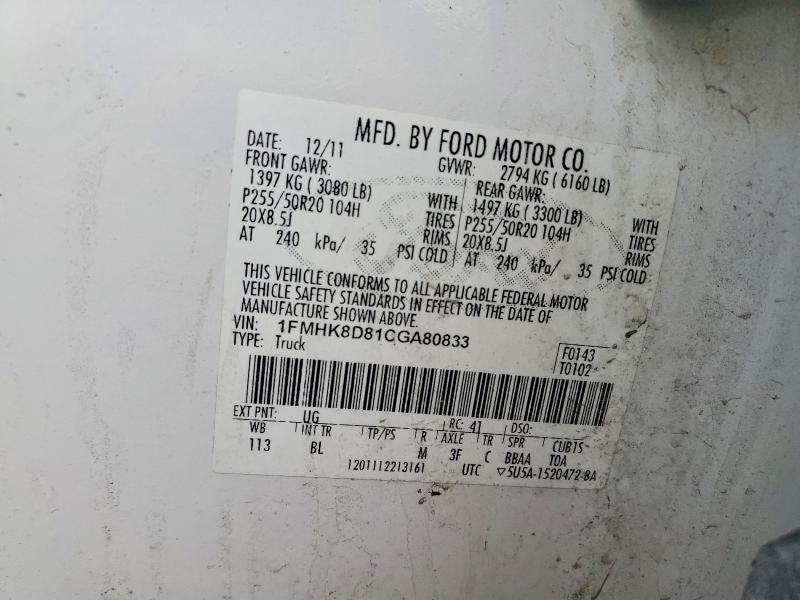 MFD. BY FORD MOTOR CO.
DATE: 12/11 GVWR: 2794 KG ( 6160 LB)
FRONT GAWR: REAR GAWR:
1397 KG ( 3080 LB) WITH 1497 KG ( 3300 LB) WITH
P255/50R20 104H TIRES P255/50R20 104H TIRES
20X8.5J RIMS 20X8.5J RIMS
AT 240 kPa/ 35 PSI COLD AT 240 kPa/ 35 PSI COLD
THIS VEHICLE CONFORMS TO ALL APPLICABLE FEDERAL MOTOR
VEHICLE SAFETY STANDARDS IN EFFECT ON THE DATE OF
MANUFACTURE SHOWN ABOVE.
VIN: 1FMHK8D81CGA80833
TYPE: Truck
F0143
T0102
EXT PNT: UG RC: 41 DSO:
WB INT TR TP/PS R AXLE TR SPR CUB1S
113 BL M 3F C BBAA TOA
1201112213161 UTC ▽5U5A-1520472-BA